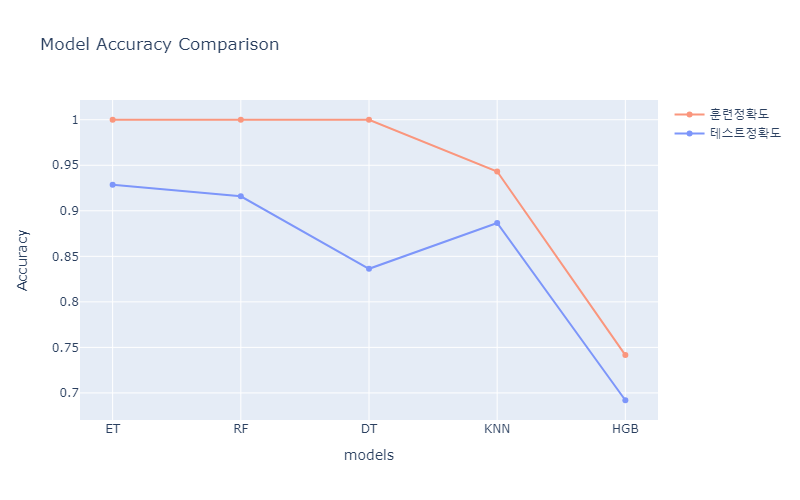 Model Accuracy Comparison
훈련정확도
테스트정확도
1
0.95
0.9
0.85
0.8
0.75
0.7
Accuracy
ET RF DT KNN HGB
models